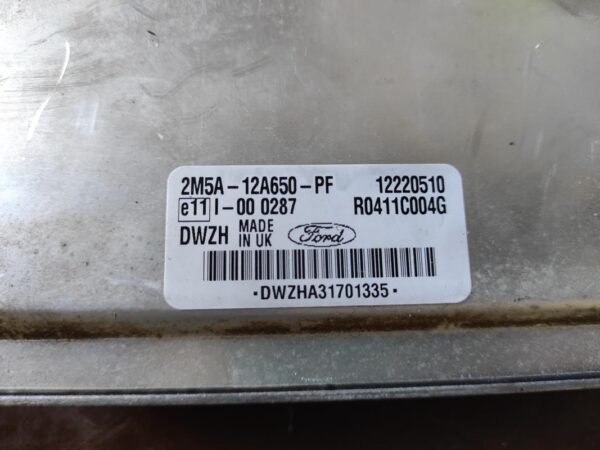 2M5A-12A650-PF 12220510
e11 I-00 0287 R0411C004G
DWZH MADE IN UK Ford
·DWZHA31701335·